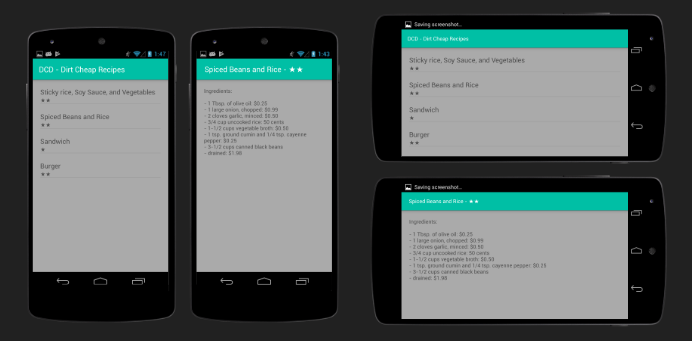 1:47
DCD - Dirt Cheap Recipes
Sticky rice, Soy Sauce, and Vegetables
★★
Spiced Beans and Rice
★★
Sandwich
★
Burger
★★
1:43
Spiced Beans and Rice - ★★
Ingredients:
- 1 Tbsp. of olive oil: $0.25
- 1 large onion, chopped: $0.99
- 2 cloves garlic, minced: $0.50
- 3/4 cup uncooked rice: 50 cents
- 1-1/2 cups vegetable broth: $0.50
- 1 tsp. ground cumin and 1/4 tsp. cayenne
pepper: $0.25
- 3-1/2 cups canned black beans
- drained: $1.98
Saving screenshot...
DCD - Dirt Cheap Recipes
Sticky rice, Soy Sauce, and Vegetables
★★
Spiced Beans and Rice
★★
Sandwich
★
Burger
★★
Saving screenshot...
Spiced Beans and Rice - ★★
Ingredients:
- 1 Tbsp. of olive oil: $0.25
- 1 large onion, chopped: $0.99
- 2 cloves garlic, minced: $0.50
- 3/4 cup uncooked rice: 50 cents
- 1-1/2 cups vegetable broth: $0.50
- 1 tsp. ground cumin and 1/4 tsp. cayenne pepper: $0.25
- 3-1/2 cups canned black beans
- drained: $1.98